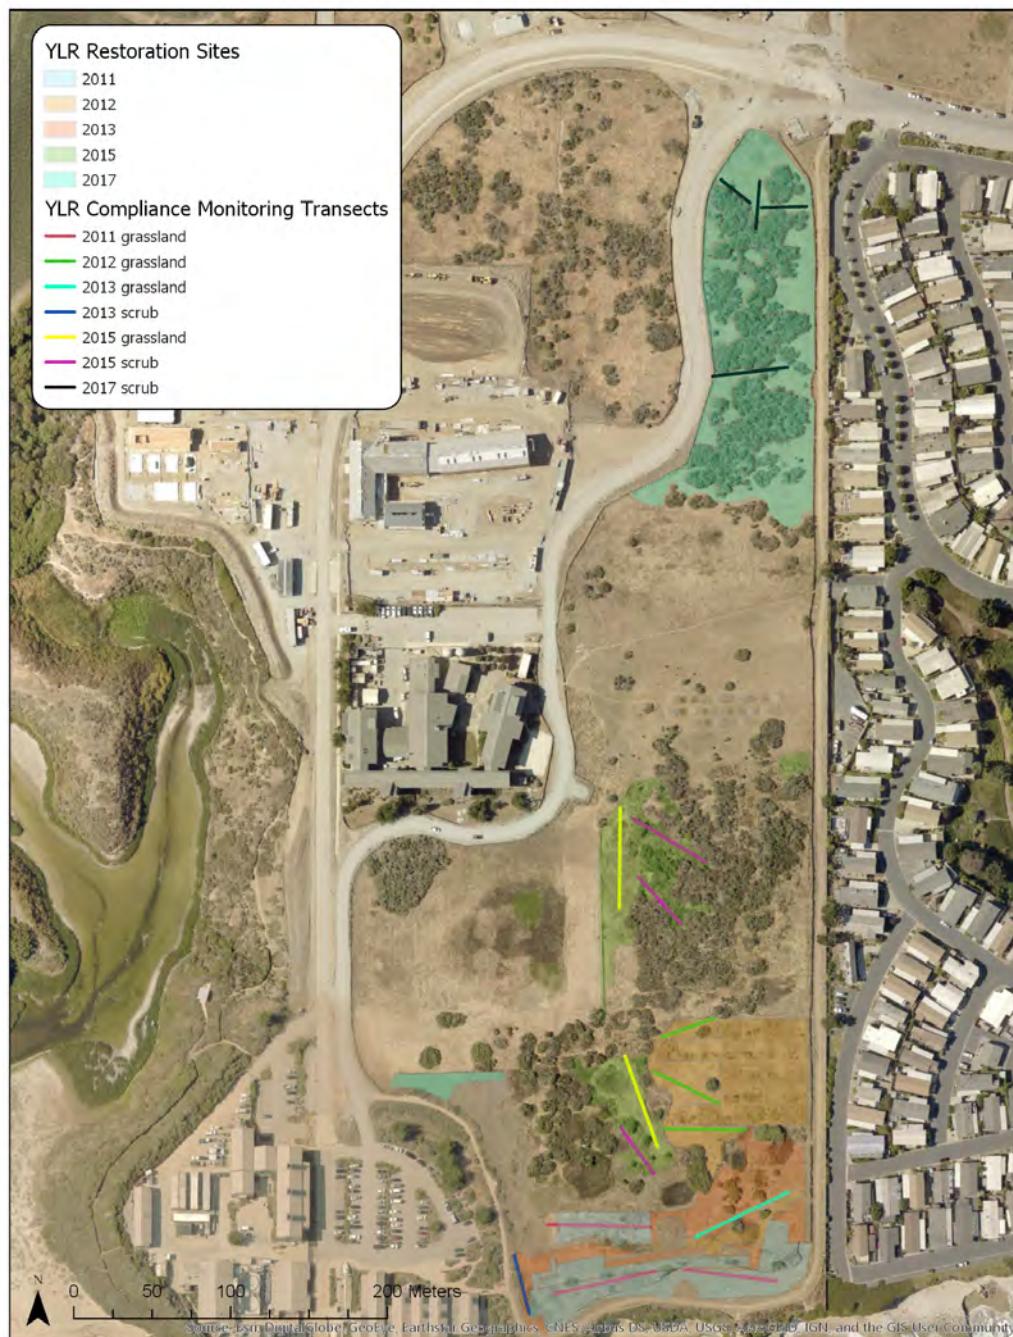 YLR Restoration Sites
2011
2012
2013
2015
2017
YLR Compliance Monitoring Transects
2011 grassland
2012 grassland
2013 grassland
2013 scrub
2015 grassland
2015 scrub
2017 scrub
N
0 50 100 200 Meters
Source: Esri, DigitalGlobe, GeoEye, Earthstar Geographics, CNES/Airbus DS, USDA, USGS, AeroGRID, IGN, and the GIS User Community